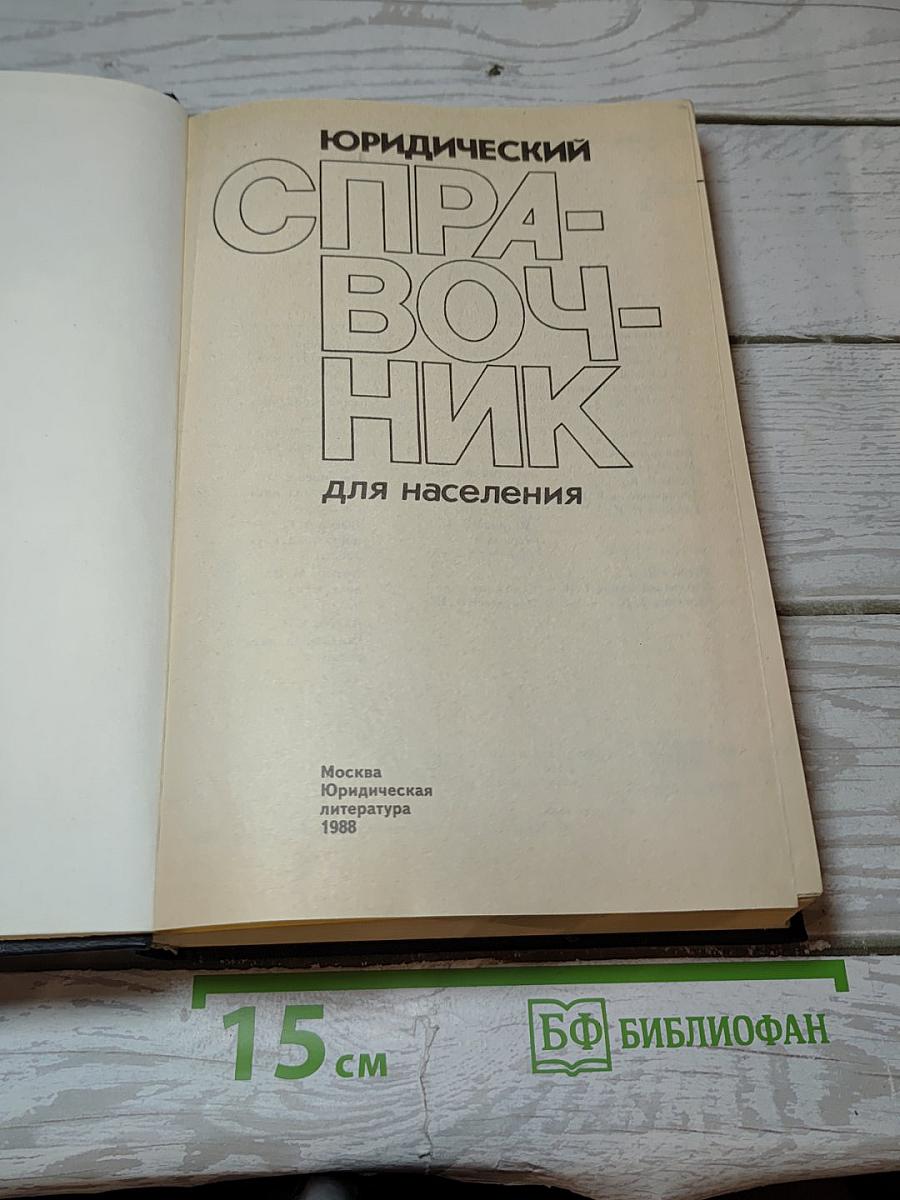 ЮРИДИЧЕСКИЙ
СПРА-
ВОЧ-
НИК
для населения
Москва
Юридическая
литература
1988
15 см
БФ БИБЛИОФАН